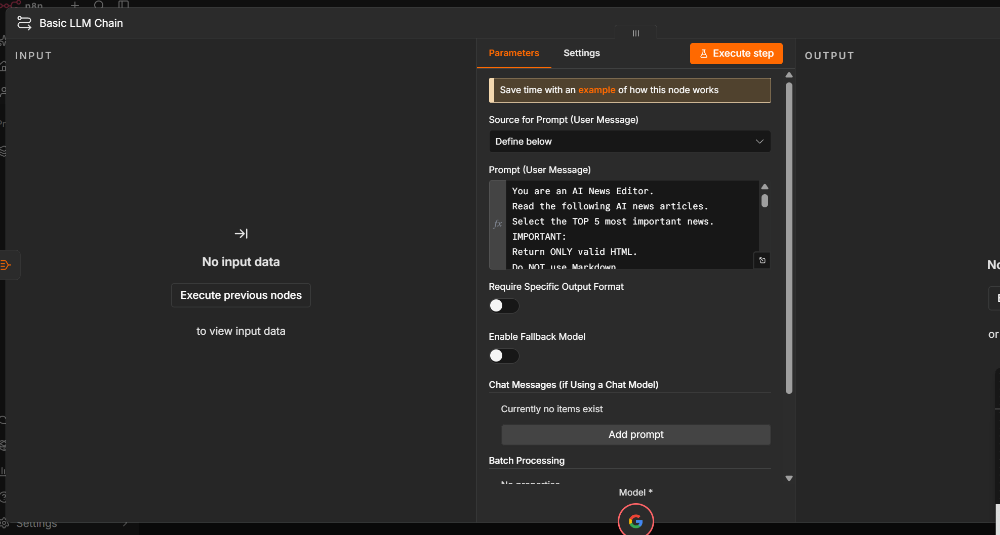 n8n
Basic LLM Chain
INPUT
Parameters
Settings
Execute step
OUTPUT
Save time with an example of how this node works
Source for Prompt (User Message)
Define below
Prompt (User Message)
fx
You are an AI News Editor.
Read the following AI news articles.
Select the TOP 5 most important news.
IMPORTANT:
Return ONLY valid HTML.
Do NOT use Markdown
No input data
Execute previous nodes
to view input data
Require Specific Output Format
Enable Fallback Model
Chat Messages (if Using a Chat Model)
Currently no items exist
Add prompt
Batch Processing
No properties
Model *
Settings
or